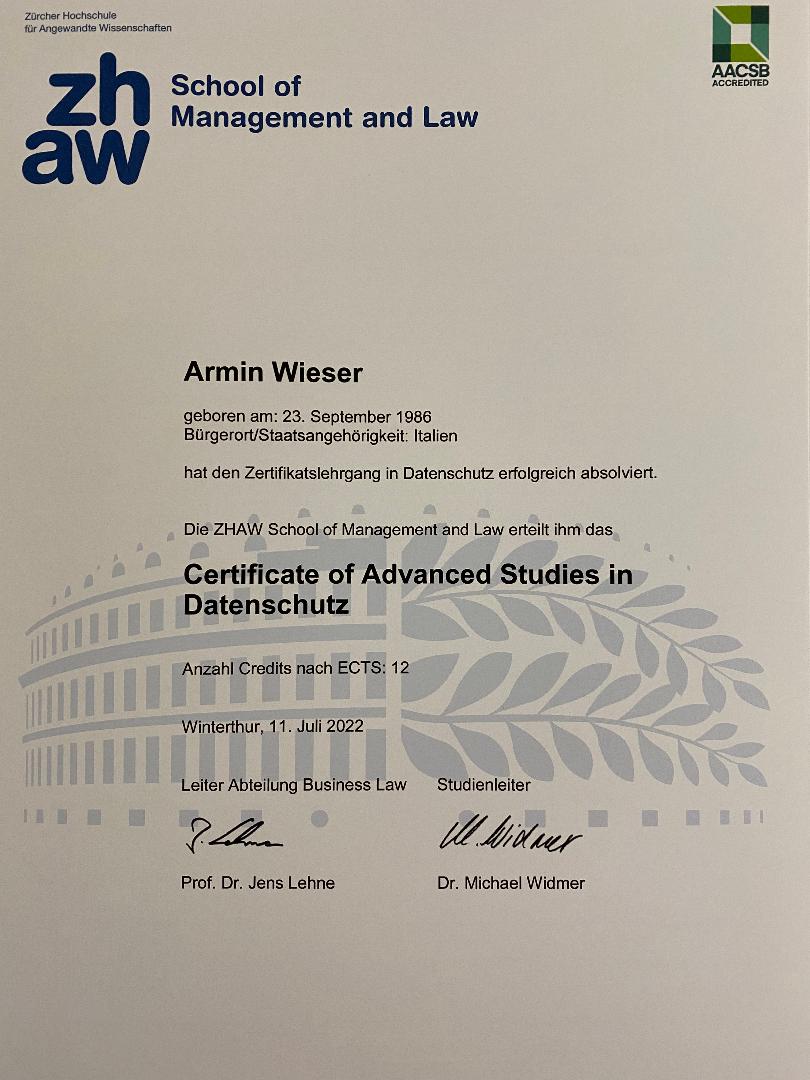 Zürcher Hochschule
für Angewandte Wissenschaften
zh
aw
School of
Management and Law
AACSB
ACCREDITED
Armin Wieser
geboren am: 23. September 1986
Bürgerort/Staatsangehörigkeit: Italien
hat den Zertifikatslehrgang in Datenschutz erfolgreich absolviert.
Die ZHAW School of Management and Law erteilt ihm das
Certificate of Advanced Studies in
Datenschutz
Anzahl Credits nach ECTS: 12
Winterthur, 11. Juli 2022
Leiter Abteilung Business Law Studienleiter
J. Lehne M. Widmer
Prof. Dr. Jens Lehne Dr. Michael Widmer